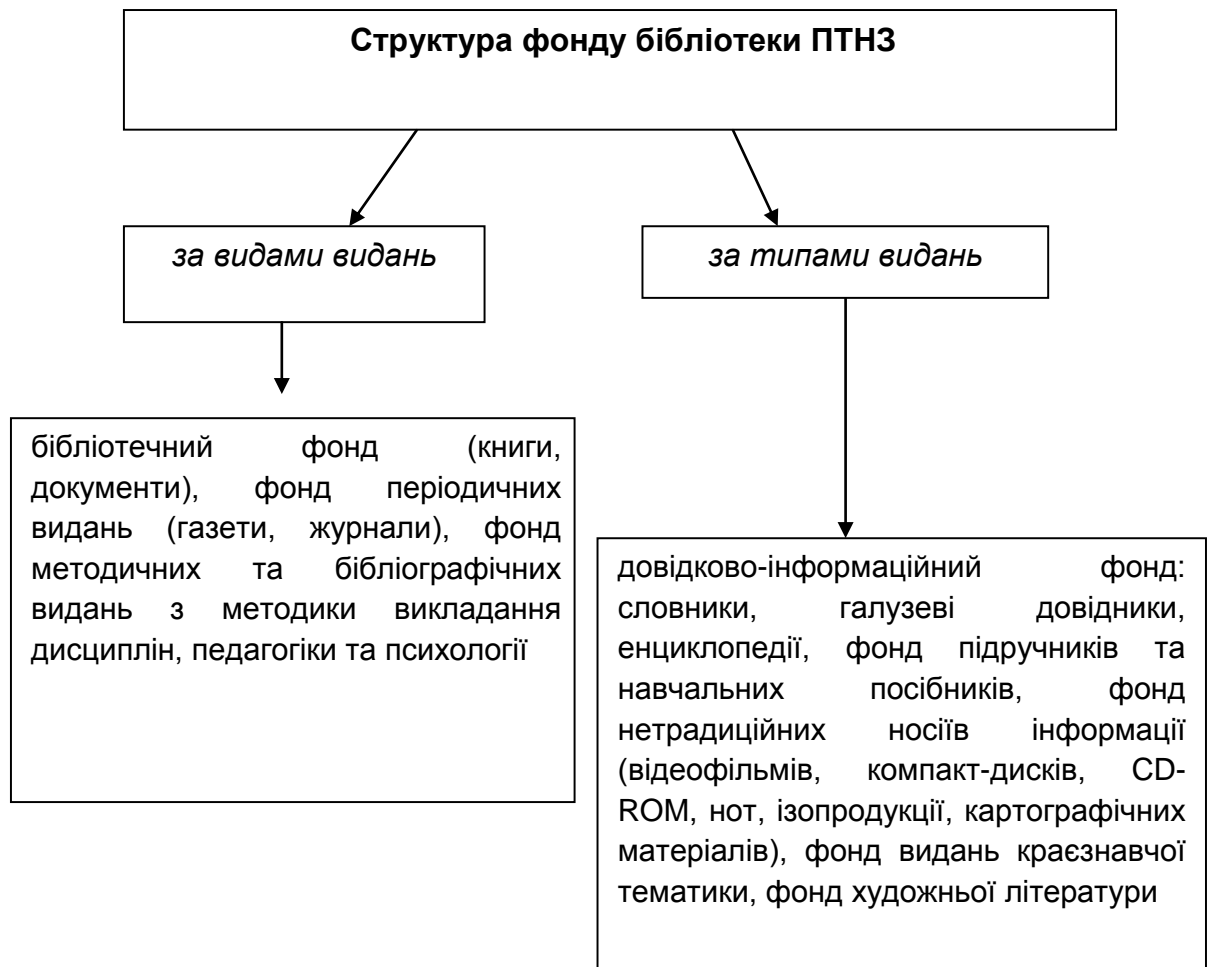 Структура фонду бібліотеки ПТНЗ
за видами видань
за типами видань
бібліотечний фонд (книги,
документи), фонд періодичних
видань (газети, журнали), фонд
методичних та бібліографічних
видань з методики викладання
дисциплін, педагогіки та психології
довідково-інформаційний фонд:
словники, галузеві довідники,
енциклопедії, фонд підручників та
навчальних посібників, фонд
нетрадиційних носіїв інформації
(відеофільмів, компакт-дисків, CD-
ROM, нот, ізопродукції, картографічних
матеріалів), фонд видань краєзнавчої
тематики, фонд художньої літератури